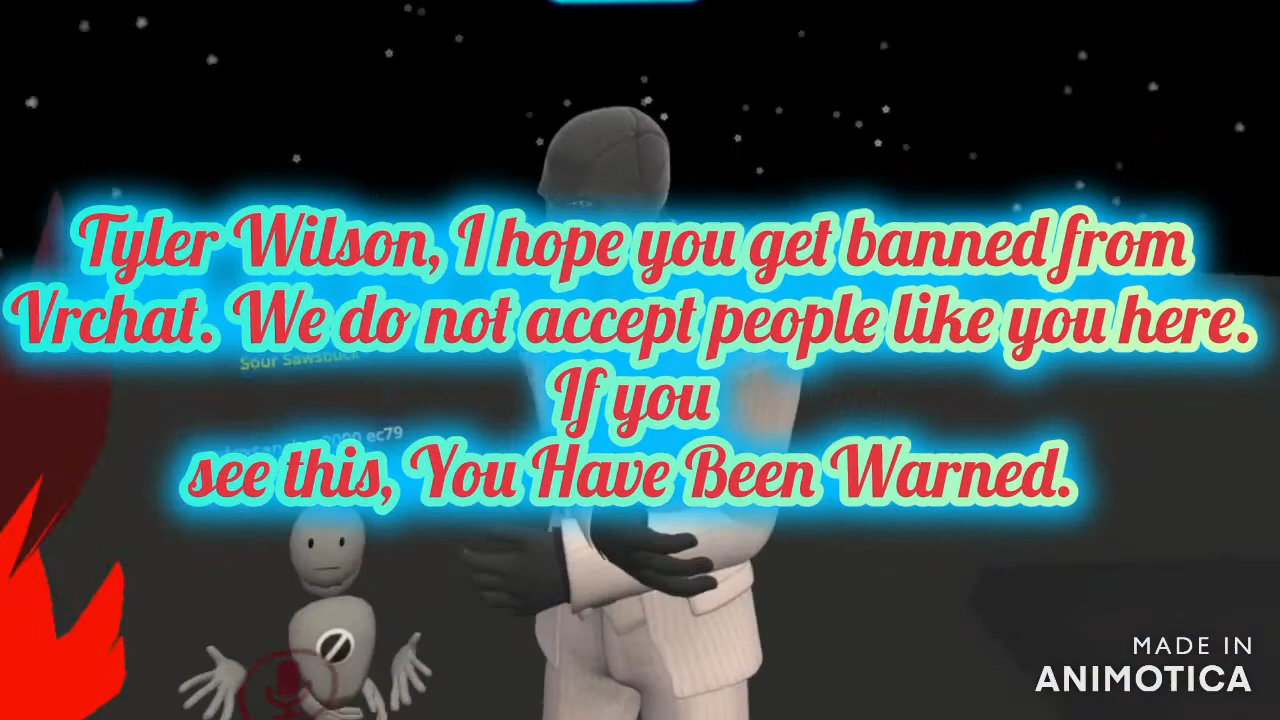 Tyler Wilson, I hope you get banned from
Vrchat. We do not accept people like you here.
If you
see this, You Have Been Warned.
Sour Sawsbuck
ec79
MADE IN
ANIMOTICA